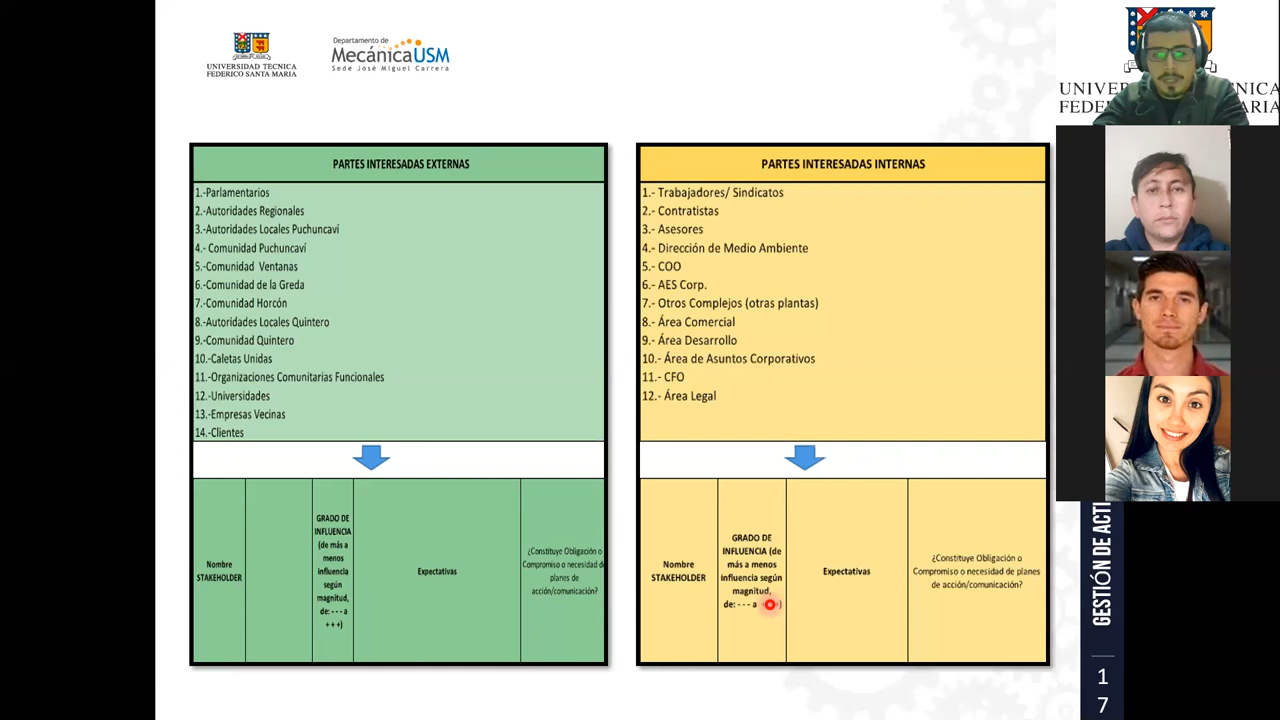 UNIVERSIDAD TECNICA
FEDERICO SANTA MARIA
Departamento de
MecánicaUSM
Sede José Miguel Carrera
PARTES INTERESADAS EXTERNAS
1.-Parlamentarios
2.-Autoridades Regionales
3.-Autoridades Locales Puchuncaví
4.- Comunidad Puchuncaví
5.-Comunidad Ventanas
6.-Comunidad de la Greda
7.-Comunidad Horcón
8.-Autoridades Locales Quintero
9.-Comunidad Quintero
10.-Caletas Unidas
11.-Organizaciones Comunitarias Funcionales
12.-Universidades
13.-Empresas Vecinas
14.-Clientes
Nombre
STAKEHOLDER
GRADO DE
INFLUENCIA
(de más a
menos
influencia
según
magnitud,
de: - - - a
+ + +)
Expectativas
¿Constituye Obligación o
Compromiso o necesidad de
planes de
acción/comunicación?
PARTES INTERESADAS INTERNAS
1.- Trabajadores/ Sindicatos
2.- Contratistas
3.- Asesores
4.- Dirección de Medio Ambiente
5.- COO
6.- AES Corp.
7.- Otros Complejos (otras plantas)
8.- Área Comercial
9.- Área Desarrollo
10.- Área de Asuntos Corporativos
11.- CFO
12.- Área Legal
Nombre
STAKEHOLDER
GRADO DE
INFLUENCIA (de
más a menos
influencia según
magnitud,
de: - - - a
Expectativas
¿Constituye Obligación o
Compromiso o necesidad de planes
de acción/comunicación?
UNIVE NICA
FEDE ARIA
GESTIÓN DE ACTI
1
7